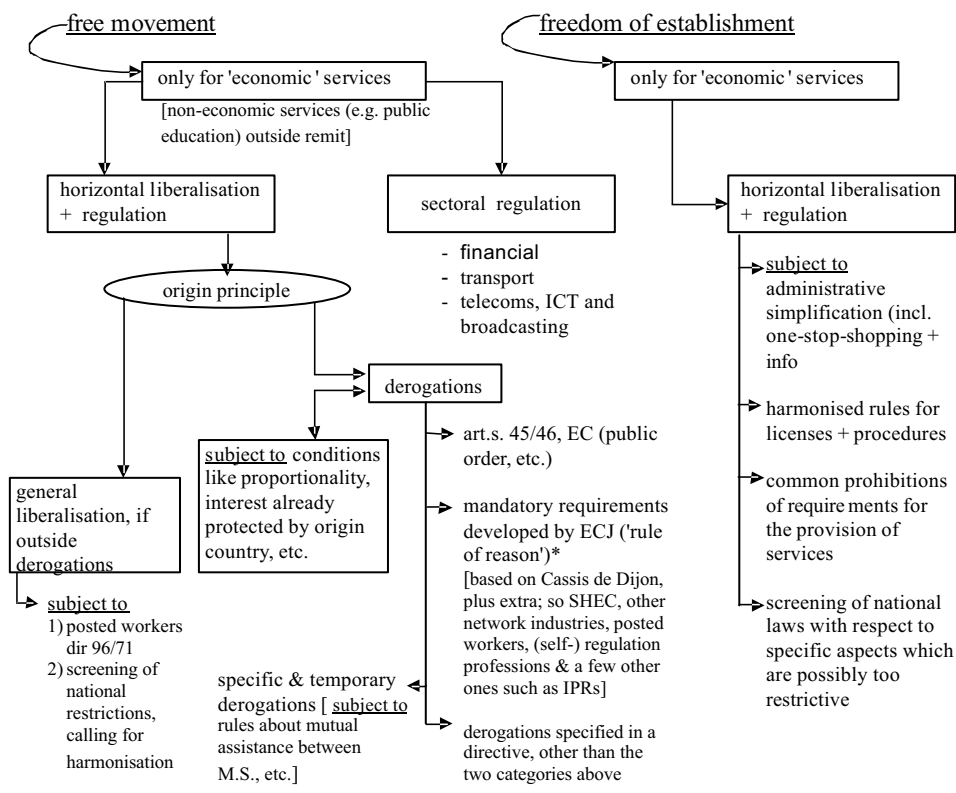 free movement
freedom of establishment
only for 'economic' services
[non-economic services (e.g. public
education) outside remit]
only for 'economic' services
horizontal liberalisation
+ regulation
sectoral regulation
- financial
- transport
- telecoms, ICT and
broadcasting
horizontal liberalisation
+ regulation
origin principle
derogations
subject to
administrative
simplification (incl.
one-stop-shopping +
info
harmonised rules for
licenses + procedures
common prohibitions
of requirements for
the provision of
services
screening of national
laws with respect to
specific aspects which
are possibly too
restrictive
general
liberalisation, if
outside
derogations
subject to
1) posted workers
dir 96/71
2) screening of
national
restrictions,
calling for
harmonisation
subject to conditions
like proportionality,
interest already
protected by origin
country, etc.
art.s. 45/46, EC (public
order, etc.)
mandatory requirements
developed by ECJ ('rule
of reason')*
[based on Cassis de Dijon,
plus extra; so SHEC, other
network industries, posted
workers, (self-) regulation
professions & a few other
ones such as IPRs]
specific & temporary
derogations [ subject to
rules about mutual
assistance between
M.S., etc.]
derogations specified in a
directive, other than the
two categories above